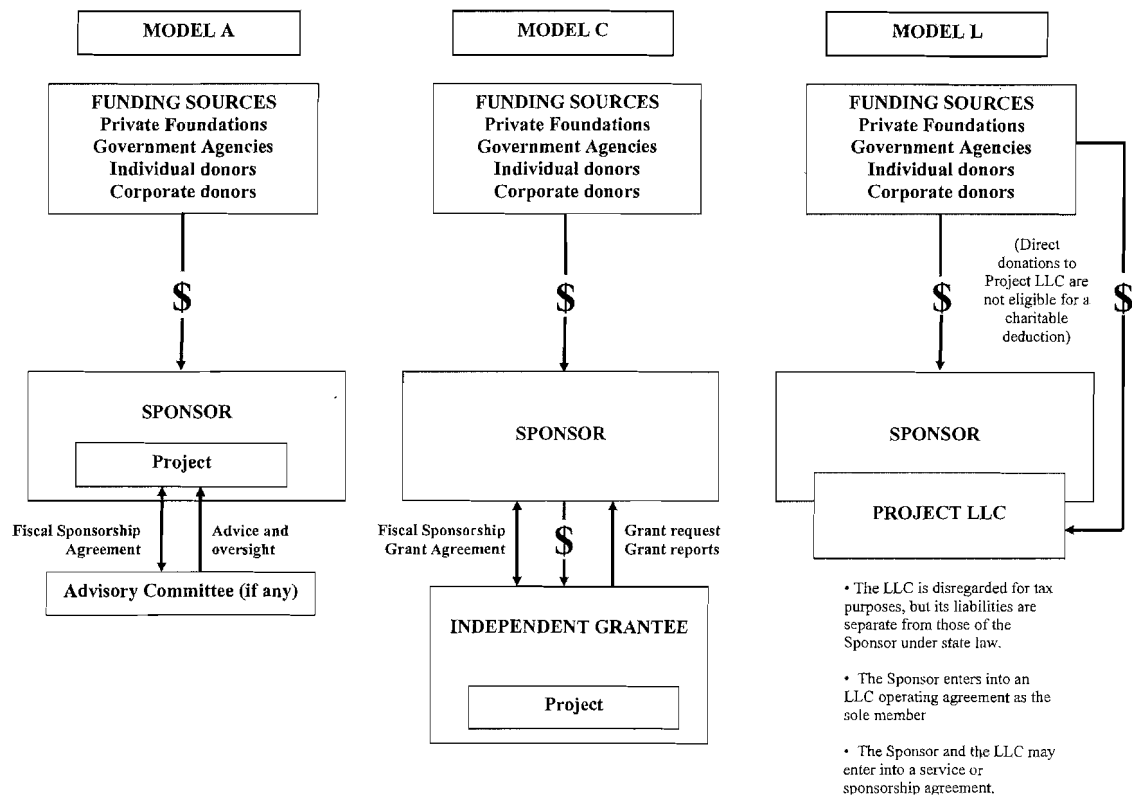 MODEL A
FUNDING SOURCES
Private Foundations
Government Agencies
Individual donors
Corporate donors
$
SPONSOR
Project
Fiscal Sponsorship
Agreement
Advice and
oversight
Advisory Committee (if any)
MODEL C
FUNDING SOURCES
Private Foundations
Government Agencies
Individual donors
Corporate donors
$
SPONSOR
Fiscal Sponsorship
Grant Agreement
$
Grant request
Grant reports
INDEPENDENT GRANTEE
Project
MODEL L
FUNDING SOURCES
Private Foundations
Government Agencies
Individual donors
Corporate donors
$
(Direct
donations to
Project LLC are
not eligible for a
charitable
deduction)
$
SPONSOR
PROJECT LLC
• The LLC is disregarded for tax
purposes, but its liabilities are
separate from those of the
Sponsor under state law.
• The Sponsor enters into an
LLC operating agreement as the
sole member
• The Sponsor and the LLC may
enter into a service or
sponsorship agreement.